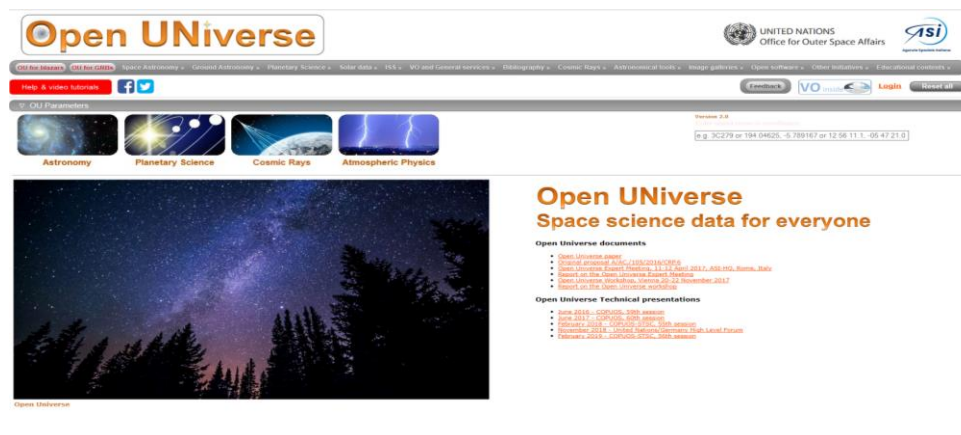 Open UNiverse
UNITED NATIONS
Office for Outer Space Affairs
asi
OU for blazars OU for GRBs Space Astronomy Ground Astronomy Planetary Science Solar data ISS VO and General services Bibliography Cosmic Rays Astronomical tools Image galleries Open software Other Initiatives Educational contents
Help & video tutorials
Feedback VO Login Reset all
OU Parameters
Version 2.0
e.g. 3C279 or 194.04625, -5.789167 or 12 56 11.1, -05 47 21.0
Astronomy Planetary Science Cosmic Rays Atmospheric Physics
Open UNiverse
Space science data for everyone
Open Universe documents
Open Universe paper
Original proposal A/AC./105/2016/CRP.6
Open Universe Expert Meeting, 11-12 April 2017, ASI-HQ, Rome, Italy
Report on the Open Universe Expert Meeting
Open Universe Workshop, Vienna 20-22 November 2017
Report on the Open Universe workshop
Open Universe Technical presentations
June 2016 - COPUOS, 59th session
June 2017 - COPUOS, 60th session
February 2018 - COPUOS-STSC, 55th session
November 2018 - United Nations/Germany High Level Forum
February 2019 - COPUOS-STSC, 56th session
Open Universe